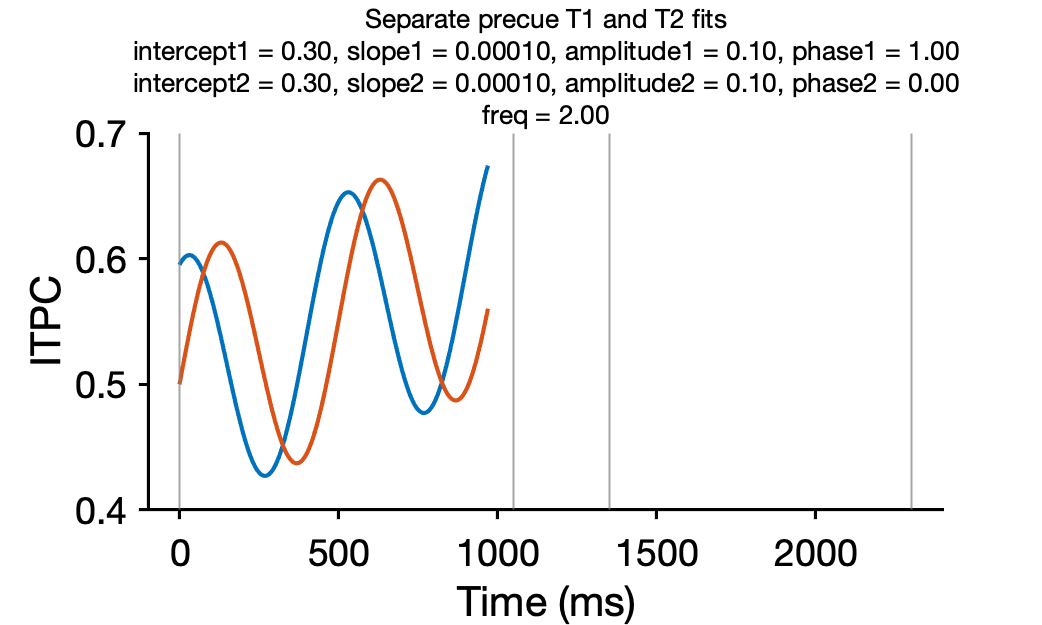 Separate precue T1 and T2 fits
intercept1 = 0.30, slope1 = 0.00010, amplitude1 = 0.10, phase1 = 1.00
intercept2 = 0.30, slope2 = 0.00010, amplitude2 = 0.10, phase2 = 0.00
freq = 2.00
0.7
0.6
0.5
0.4
ITPC
0 500 1000 1500 2000
Time (ms)